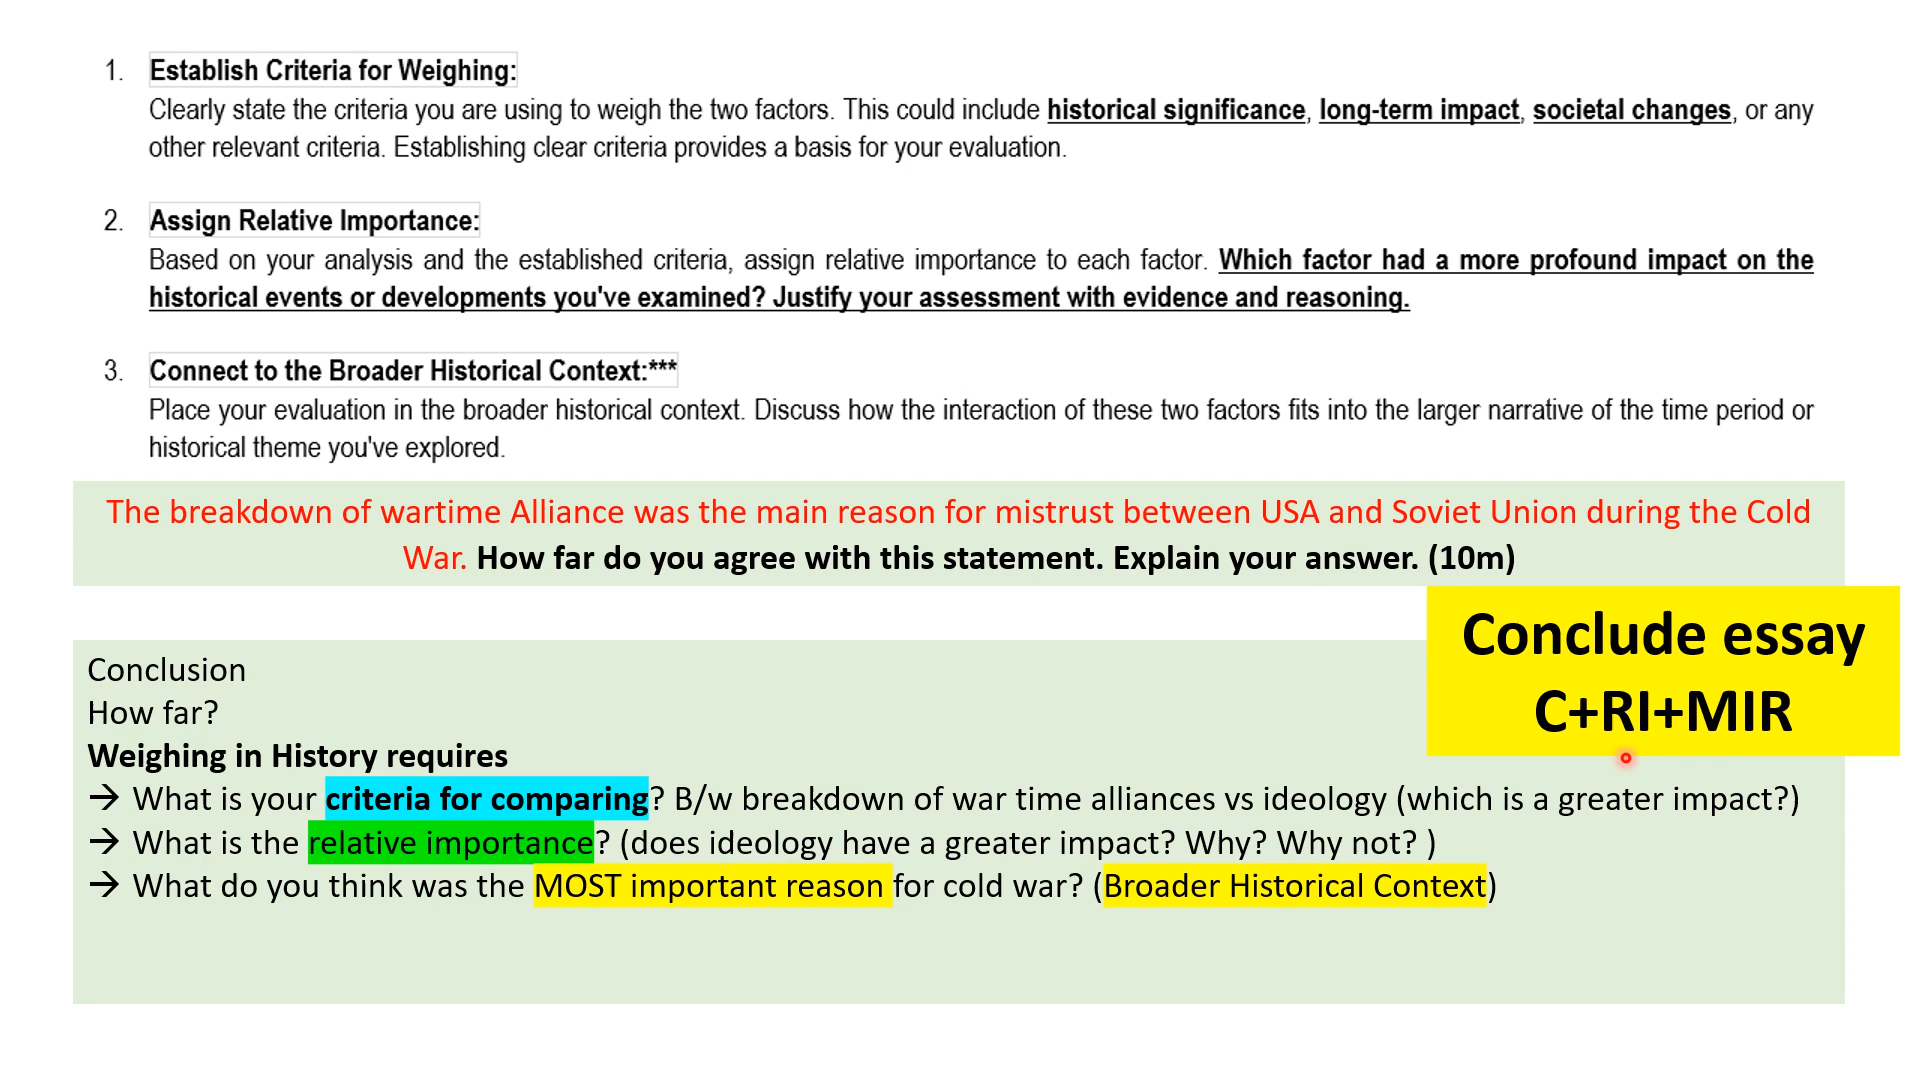 1. Establish Criteria for Weighing:
Clearly state the criteria you are using to weigh the two factors. This could include historical significance, long-term impact, societal changes, or any
other relevant criteria. Establishing clear criteria provides a basis for your evaluation.
2. Assign Relative Importance:
Based on your analysis and the established criteria, assign relative importance to each factor. Which factor had a more profound impact on the
historical events or developments you've examined? Justify your assessment with evidence and reasoning.
3. Connect to the Broader Historical Context:***
Place your evaluation in the broader historical context. Discuss how the interaction of these two factors fits into the larger narrative of the time period or
historical theme you've explored.
The breakdown of wartime Alliance was the main reason for mistrust between USA and Soviet Union during the Cold
War. How far do you agree with this statement. Explain your answer. (10m)
Conclude essay
C+RI+MIR
Conclusion
How far?
Weighing in History requires
→ What is your criteria for comparing? B/w breakdown of war time alliances vs ideology (which is a greater impact?)
→ What is the relative importance? (does ideology have a greater impact? Why? Why not? )
→ What do you think was the MOST important reason for cold war? (Broader Historical Context)